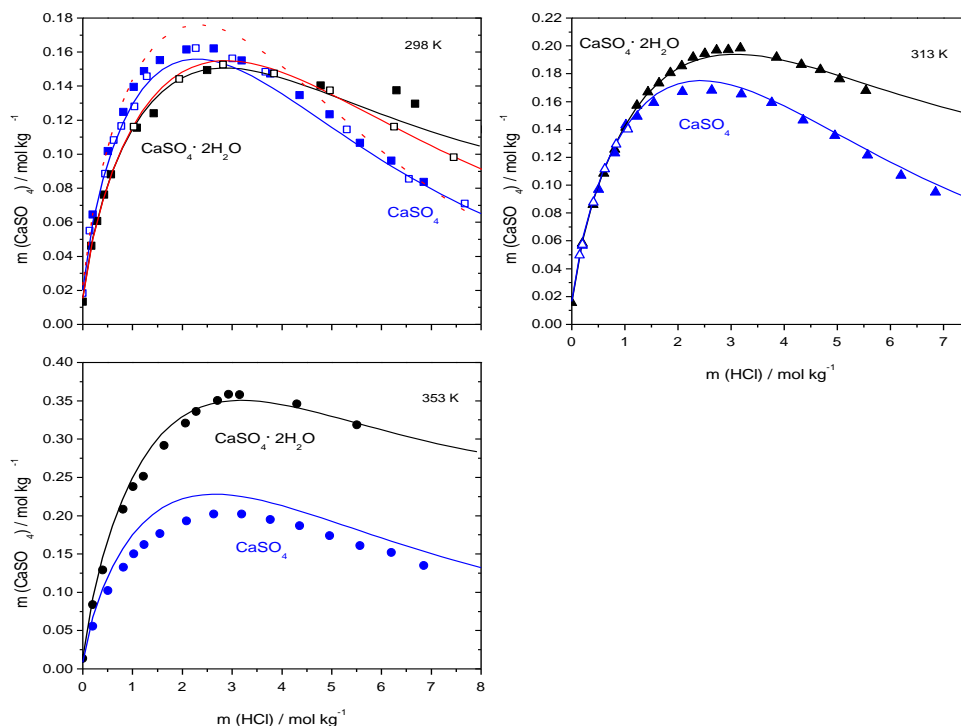 0.18
0.16
0.14
0.12
0.10
0.08
0.06
0.04
0.02
0.00
m (CaSO 4) / mol kg-1
298 K
CaSO4· 2H2O
CaSO4
0 1 2 3 4 5 6 7 8
0.22
0.20
0.18
0.16
0.14
0.12
0.10
0.08
0.06
0.04
0.02
0.00
m (CaSO 4) / mol kg-1
CaSO4· 2H2O
313 K
CaSO4
0 1 2 3 4 5 6 7
m (HCl) / mol kg-1
0.40
0.35
0.30
0.25
0.20
0.15
0.10
0.05
0.00
m (CaSO 4) / mol kg-1
353 K
CaSO4· 2H2O
CaSO4
0 1 2 3 4 5 6 7 8
m (HCl) / mol kg-1